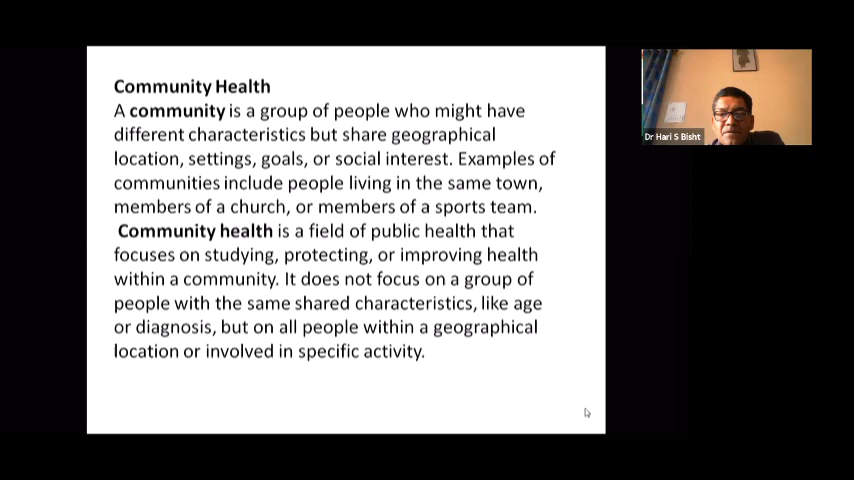 Community Health
A community is a group of people who might have
different characteristics but share geographical
location, settings, goals, or social interest. Examples of
communities include people living in the same town,
members of a church, or members of a sports team.
Community health is a field of public health that
focuses on studying, protecting, or improving health
within a community. It does not focus on a group of
people with the same shared characteristics, like age
or diagnosis, but on all people within a geographical
location or involved in specific activity.
Dr Hari S Bisht